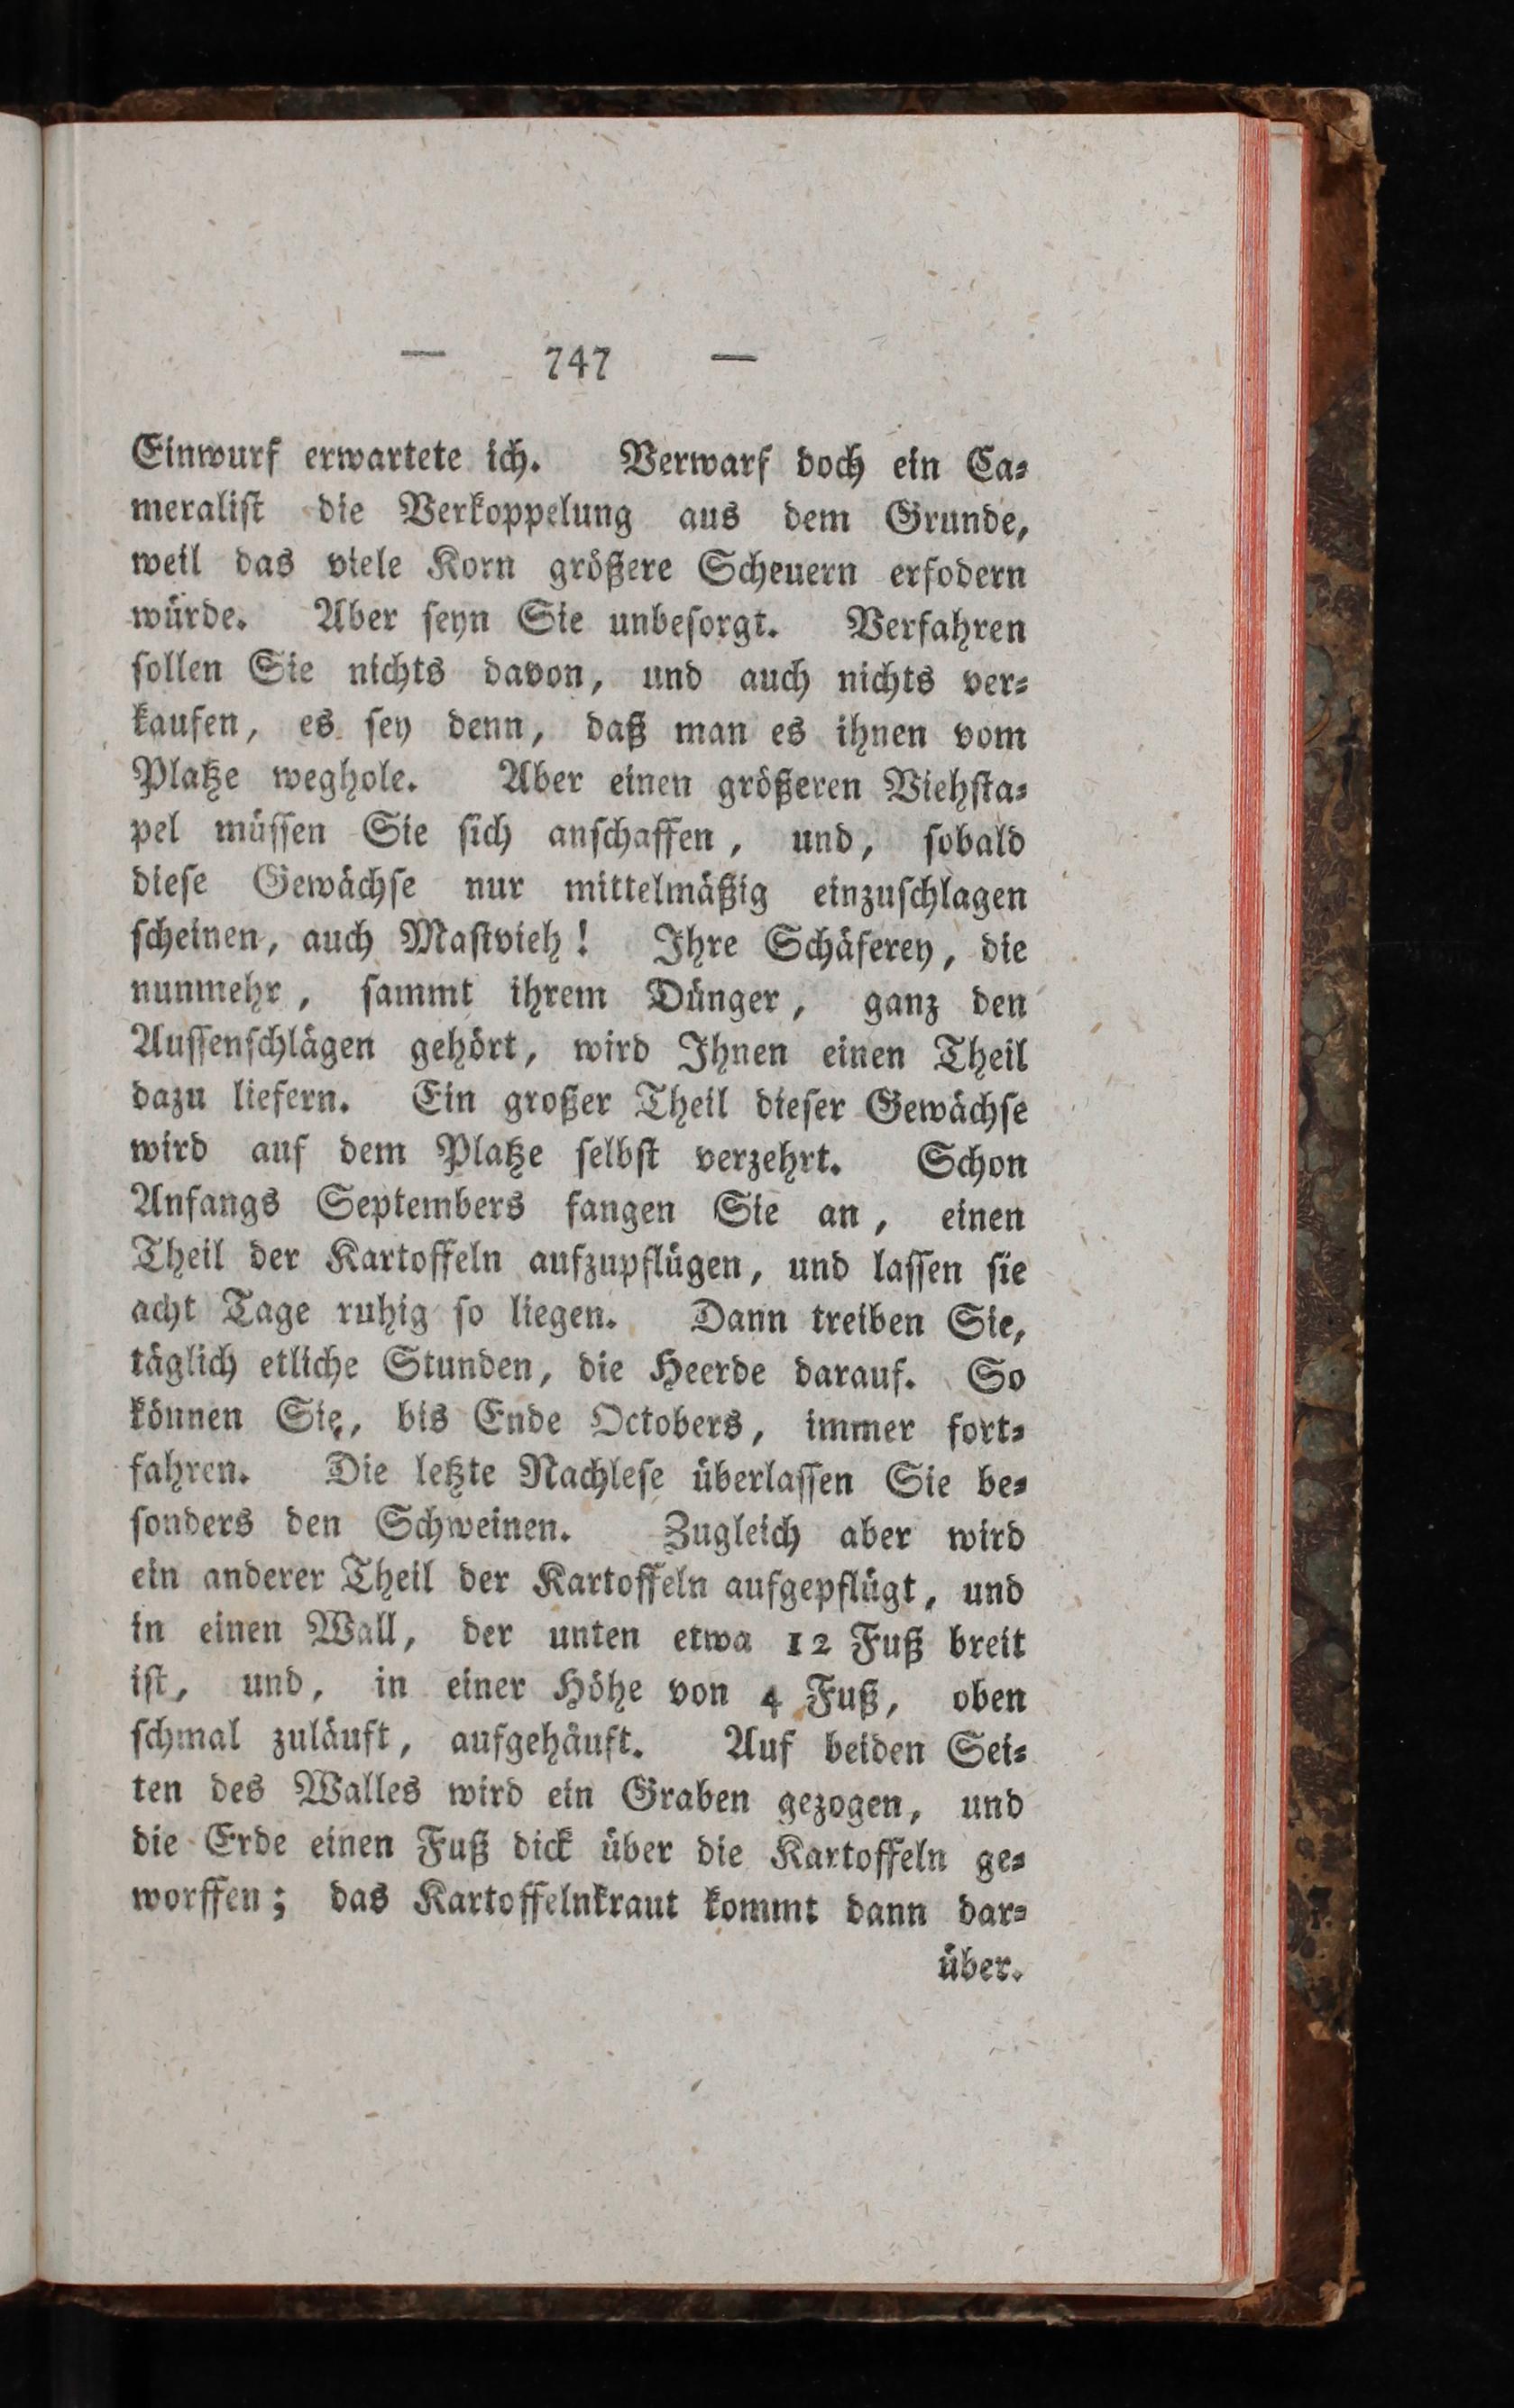 — 747 —
Einwurf erwartete ich. Verwarf doch ein Ca⸗
meraliſt die Verkoppelung aus dem Grunde,
weil das viele Korn größere Scheuern erfodern
würde. Aber ſeyn Sie unbeſorgt. Verfahren
ſollen Sie nichts davon, und auch nichts ver⸗
kaufen, es ſey denn, daß man es ihnen vom
Platze weghole. Aber einen größeren Viehſta⸗
pel müſſen Sie ſich anſchaffen, und, ſobald
dieſe Gewächſe nur mittelmäßig einzuſchlagen
ſcheinen, auch Maſtvieh! Ihre Schäferey, die
nunmehr, ſammt ihrem Dünger, ganz den
Auſſenſchlägen gehört, wird Ihnen einen Theil
dazu liefern. Ein großer Theil dieſer Gewächſe
wird auf dem Platze ſelbſt verzehrt. Schon
Anfangs Septembers fangen Sie an, einen
Theil der Kartoffeln aufzupflügen, und laſſen ſie
acht Tage ruhig ſo liegen. Dann treiben Sie,
täglich etliche Stunden, die Heerde darauf. So
können Sie, bis Ende Octobers, immer fort⸗
fahren. Die letzte Nachleſe überlaſſen Sie be⸗
ſonders den Schweinen. Zugleich aber wird
ein anderer Theil der Kartoffeln aufgepflügt, und
in einen Wall, der unten etwa 12 Fuß breit
iſt, und, in einer Höhe von 4 Fuß, oben
ſchmal zuläuft, aufgehäuft. Auf beiden Sei⸗
ten des Walles wird ein Graben gezogen, und
die Erde einen Fuß dick über die Kartoffeln ge⸗
worffen; das Kartoffelnkraut kommt dann dar⸗
über.